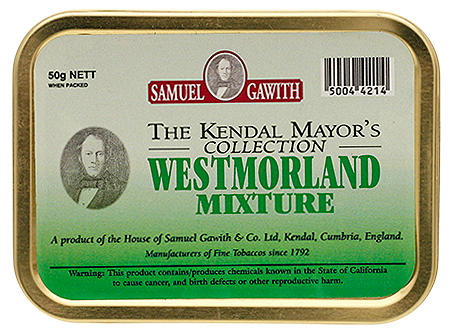 50g NETT
WHEN PACKED
SAMUEL GAWITH
5004 4214
THE KENDAL MAYOR'S
COLLECTION
WESTMORLAND
MIXTURE
A product of the House of Samuel Gawith & Co. Ltd, Kendal, Cumbria, England.
Manufacturers of Fine Tobaccos since 1792
Warning: This product contains/produces chemicals known in the State of California
to cause cancer, and birth defects or other reproductive harm.